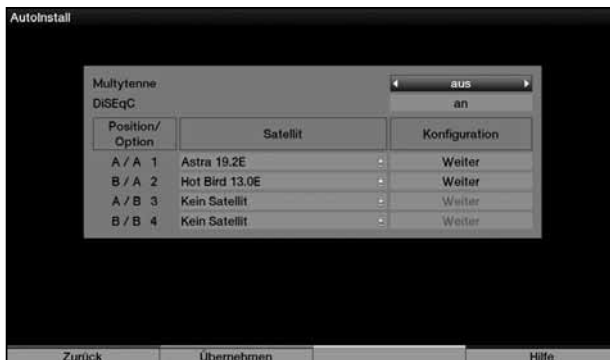 AutoInstall
Multytenne aus
DiSEqC an
Position/ Option Satellit Konfiguration
A / A 1 Astra 19.2E Weiter
B / A 2 Hot Bird 13.0E Weiter
A / B 3 Kein Satellit Weiter
B / B 4 Kein Satellit Weiter
Zurück Übernehmen Hilfe